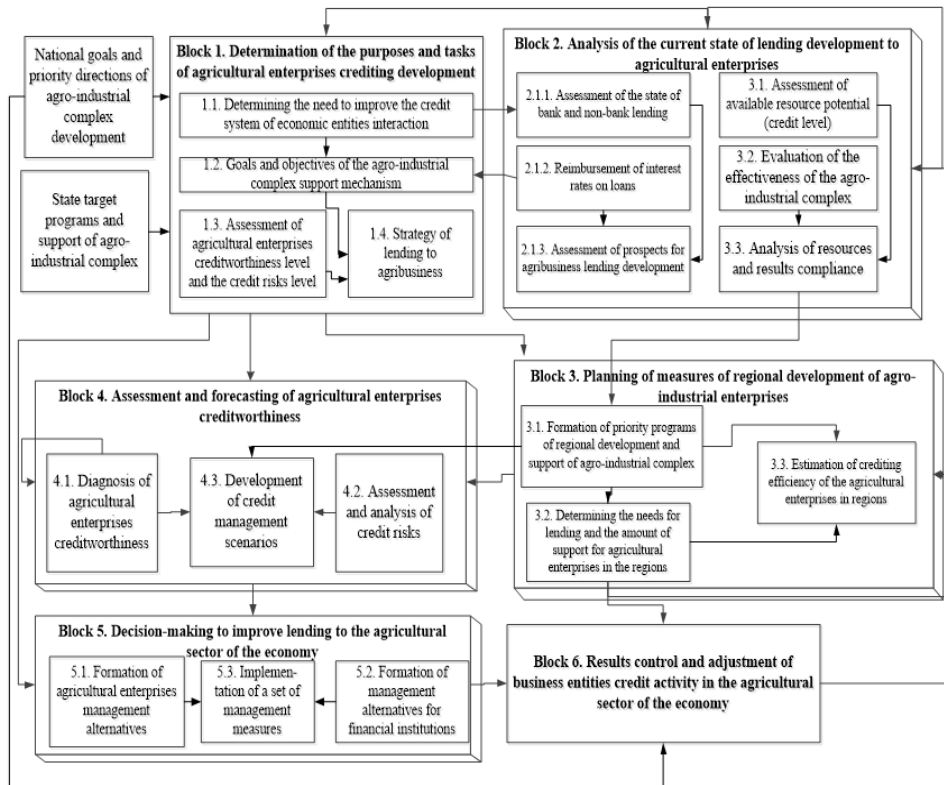 National goals and
priority directions of
agro-industrial
complex
development
State target
programs and
support of agro-
industrial complex
Block 1. Determination of the purposes and tasks
of agricultural enterprises crediting development
1.1. Determining the need to improve the credit
system of economic entities interaction
1.2. Goals and objectives of the agro-industrial
complex support mechanism
1.3. Assessment of
agricultural enterprises
creditworthiness level
and the credit risks level
1.4. Strategy of
lending to
agribusiness
Block 2. Analysis of the current state of lending development to
agricultural enterprises
2.1.1. Assessment of the state
of bank and non-bank lending
2.1.2. Reimbursement of interest
rates on loans
2.1.3. Assessment of prospects for
agribusiness lending development
3.1. Assessment of
available resource potential
(credit level)
3.2. Evaluation of the
effectiveness of the agro-
industrial complex
3.3. Analysis of resources
and results compliance
Block 4. Assessment and forecasting of agricultural enterprises
creditworthiness
4.1. Diagnosis of
agricultural
enterprises
creditworthiness
4.3. Development
of credit
management
scenarios
4.2. Assessment
and analysis of
credit risks
Block 3. Planning of measures of regional development of agro-
industrial enterprises
3.1. Formation of priority programs
of regional development and
support of agro-industrial complex
3.2. Determining the needs for
lending and the amount of
support for agricultural
enterprises in the regions
3.3. Estimation of crediting
efficiency of the agricultural
enterprises in regions
Block 5. Decision-making to improve lending to the agricultural
sector of the economy
5.1. Formation of
agricultural enterprises
management
alternatives
5.3. Implemen-
tation of a set of
management
measures
5.2. Formation of
management
alternatives for
financial institutions
Block 6. Results control and adjustment of
business entities credit activity in the agricultural
sector of the economy